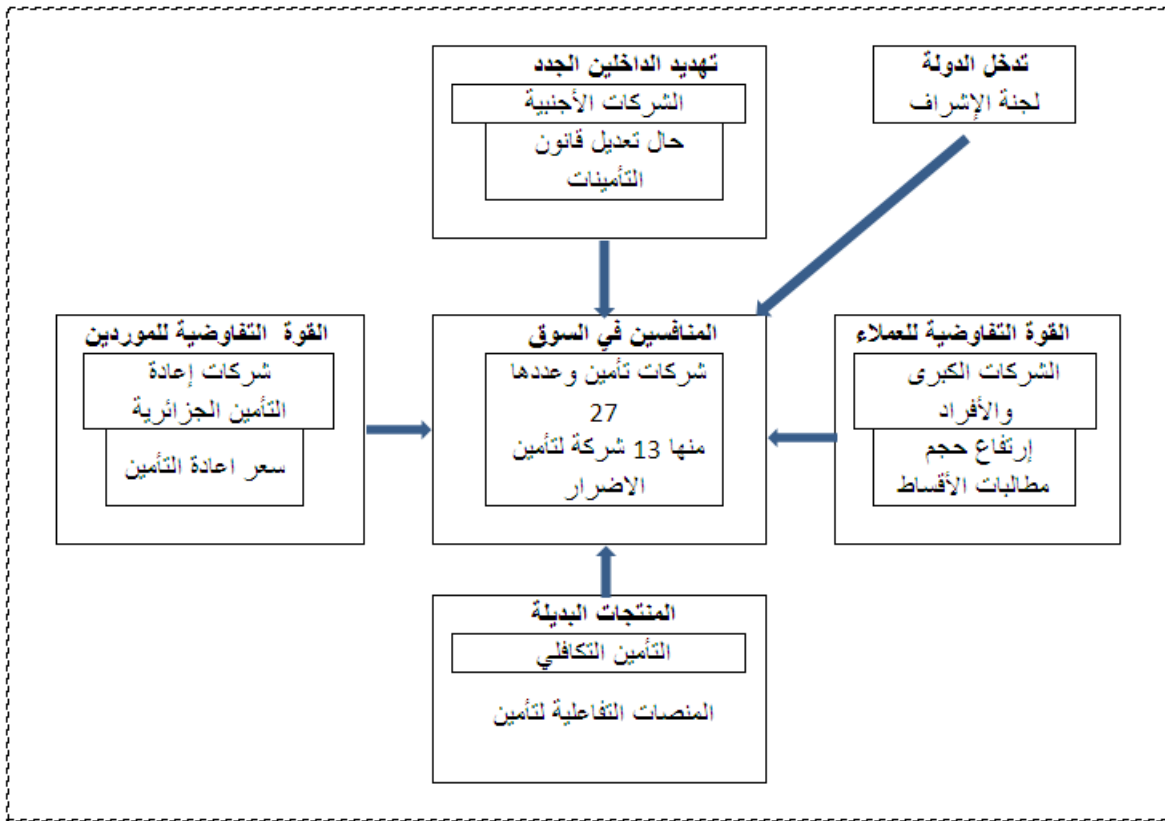 تهديد الداخلين الجدد
الشركات الأجنبية
حال تعديل قانون
التأمينات
تدخل الدولة
لجنة الإشراف
القوة التفاوضية للعملاء
الشركات الكبرى
والأفراد
إرتفاع حجم
مطالبات الأقساط
المنافسين في السوق
شركات تأمين وعددها
27
منها 13 شركة لتأمين
الاضرار
القوة التفاوضية للموردين
شركات إعادة
التأمين الجزائرية
سعر اعادة التأمين
المنتجات البديلة
التأمين التكافلي
المنصات التفاعلية لتأمين